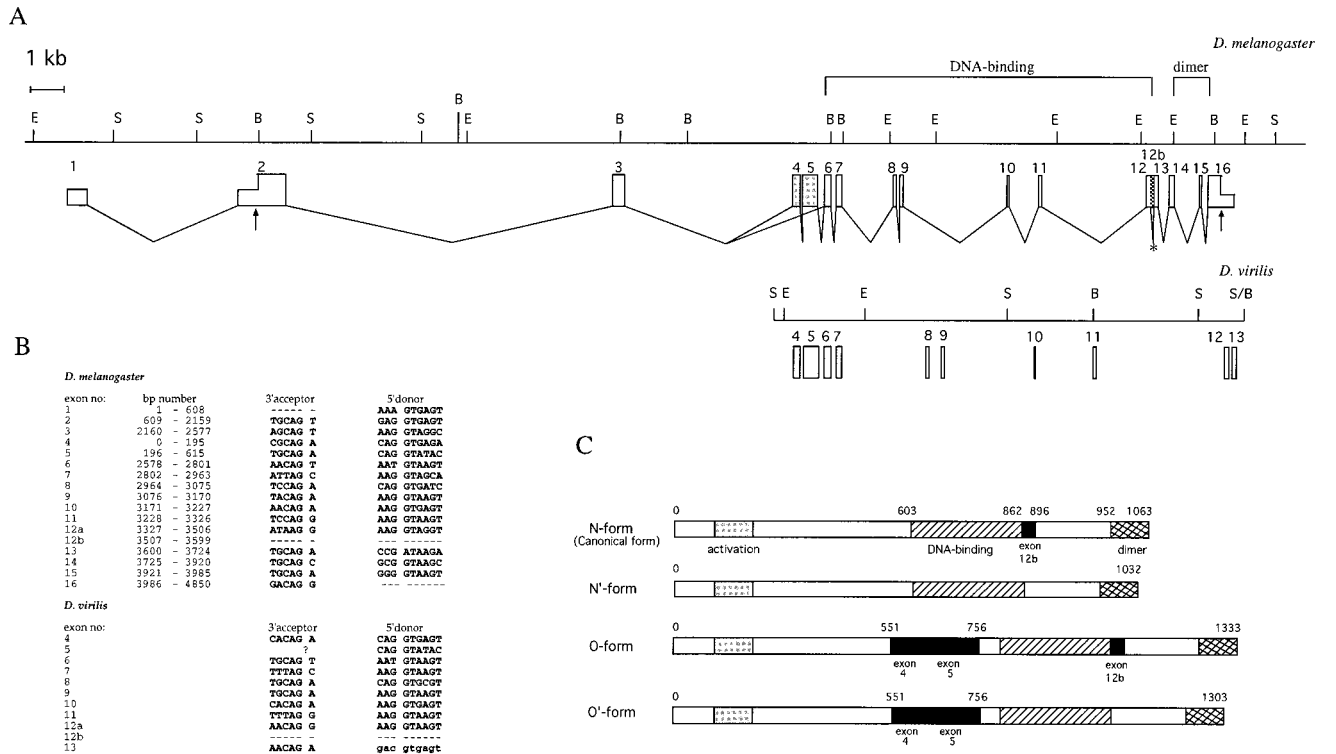 A
1 kb
D. melanogaster
DNA-binding
dimer
E S S B S S B E B B B B E E E E E B E S
1 2 3 4 5 6 7 8 9 10 11 12 12b 13 14 15 16
*
D. virilis
S E E S B S S/B
4 5 6 7 8 9 10 11 12 13
B
D. melanogaster
exon no: bp number 3'acceptor 5'donor
1 1 - 608 ----- - AAA GTGAGT
2 609 - 2159 TGCAG T GAG GTGAGT
3 2160 - 2577 AGCAG T AAG GTAGGC
4 0 - 195 CGCAG A CAG GTGAGA
5 196 - 615 TGCAG A CAG GTATAC
6 2578 - 2801 AACAG T AAT GTAAGT
7 2802 - 2963 ATTAG C AAG GTAGCA
8 2964 - 3075 TCCAG A CAG GTGATC
9 3076 - 3170 TACAG A AAG GTAAGT
10 3171 - 3227 AACAG A AAG GTGAGT
11 3228 - 3326 TCCAG G AAG GTAAGT
12a 3327 - 3506 ATAAG G AAG GTAGGT
12b 3507 - 3599 ----- - --- ------
13 3600 - 3724 TGCAG A CCG ATAAGA
14 3725 - 3920 TGCAG C GCG GTAAGC
15 3921 - 3985 TGCAG A GGG GTAAGT
16 3986 - 4850 GACAG G --- ------
D. virilis
exon no: 3'acceptor 5'donor
4 CACAG A CAG GTGAGT
5 ? CAG GTATAC
6 TGCAG T AAT GTAAGT
7 TTTAG C AAG GTAAGT
8 TGCAG A CAG GTGCGT
9 TGCAG A AAG GTAAGT
10 CACAG A AAG GTGAGT
11 TTTAG G AAG GTAAGT
12a AACAG G AAG GTAAGT
12b ----- - --- ------
13 AACAG A gac gtgagt
C
0 603 862 896 952 1063
N-form
(Canonical form)
activation DNA-binding exon 12b dimer
0 1032
N'-form
0 551 756 1333
O-form
exon 4 exon 5 exon 12b
0 551 756 1303
O'-form
exon 4 exon 5